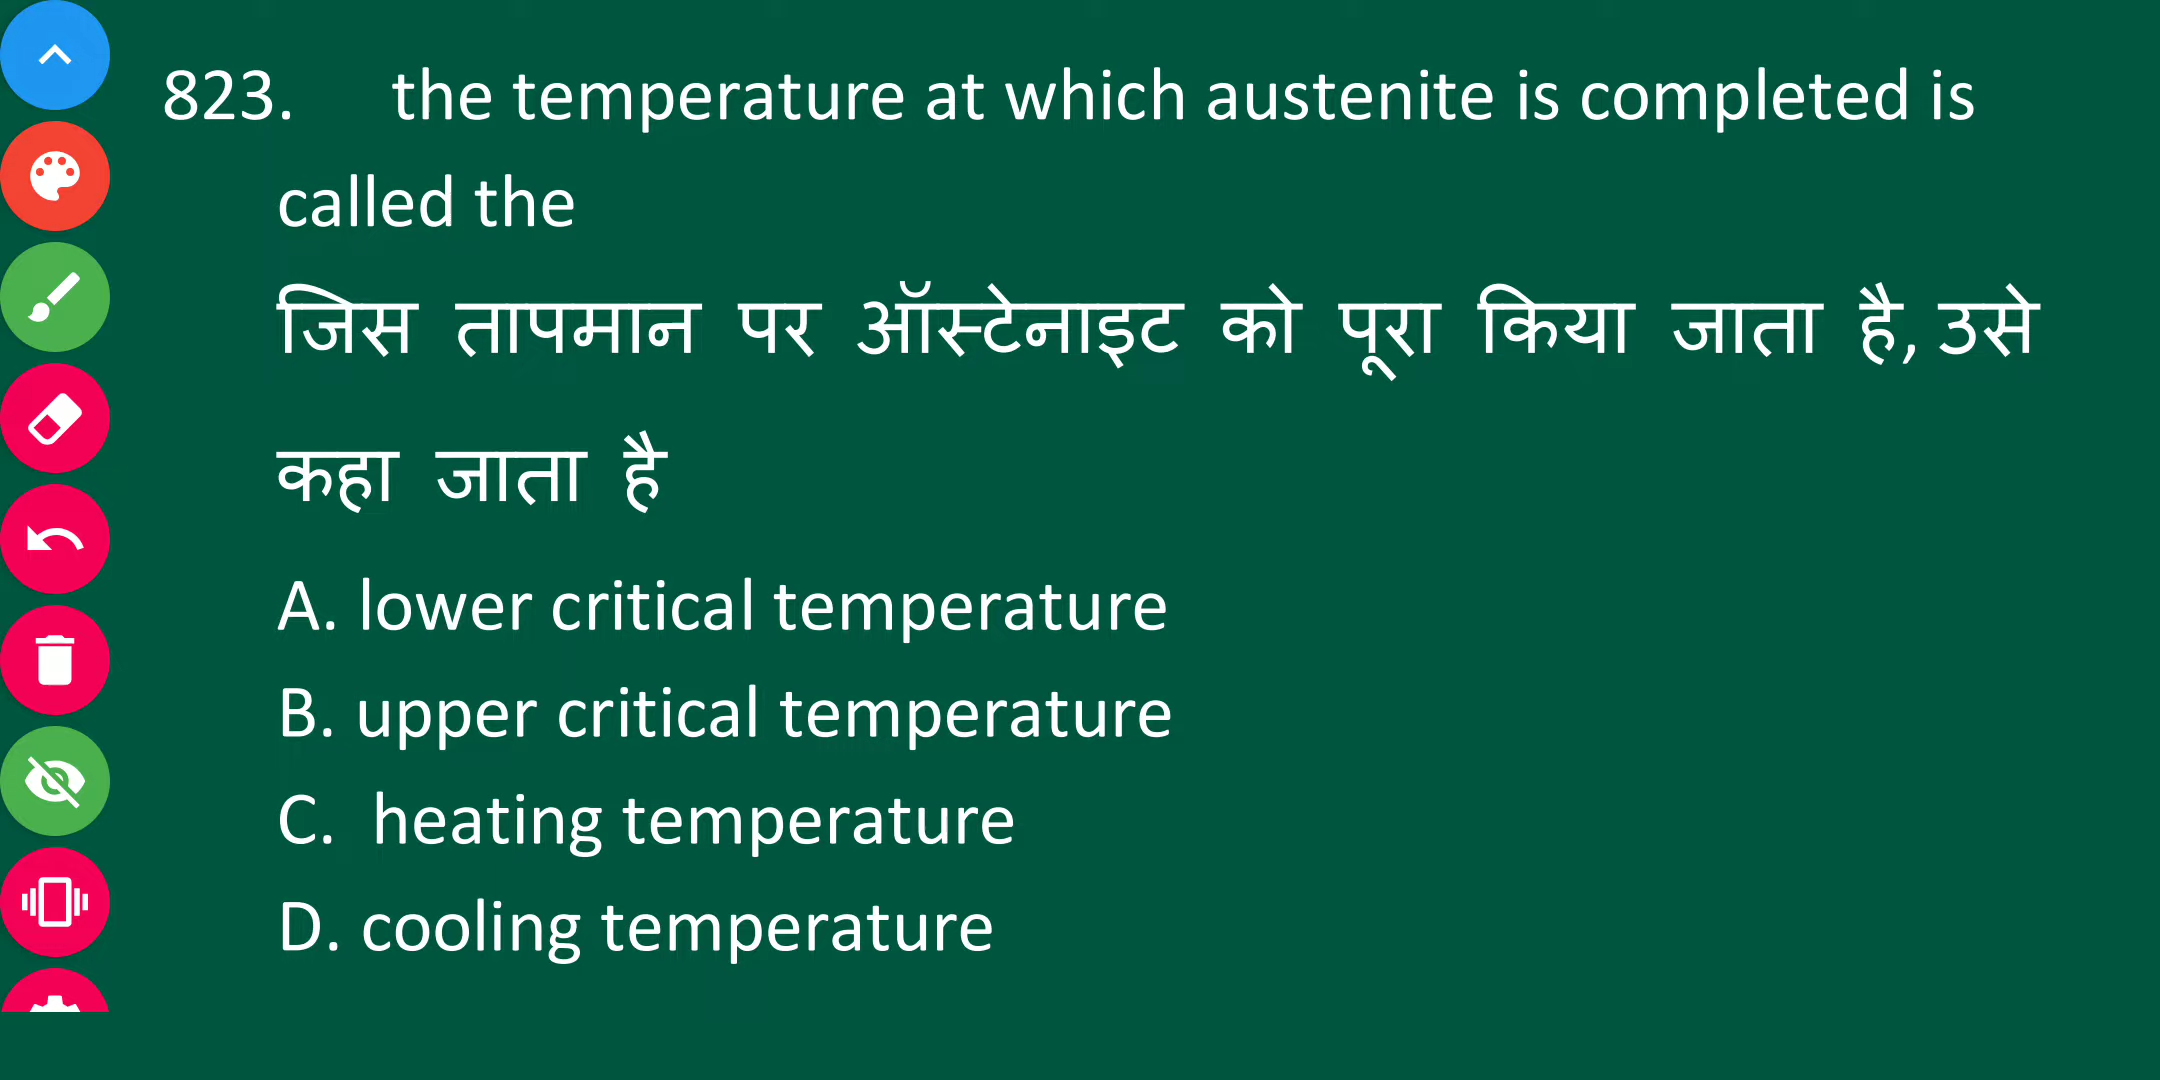 823. the temperature at which austenite is completed is
called the
जिस तापमान पर ऑस्टेनाइट को पूरा किया जाता है, उसे
कहा जाता है
A. lower critical temperature
B. upper critical temperature
C. heating temperature
D. cooling temperature